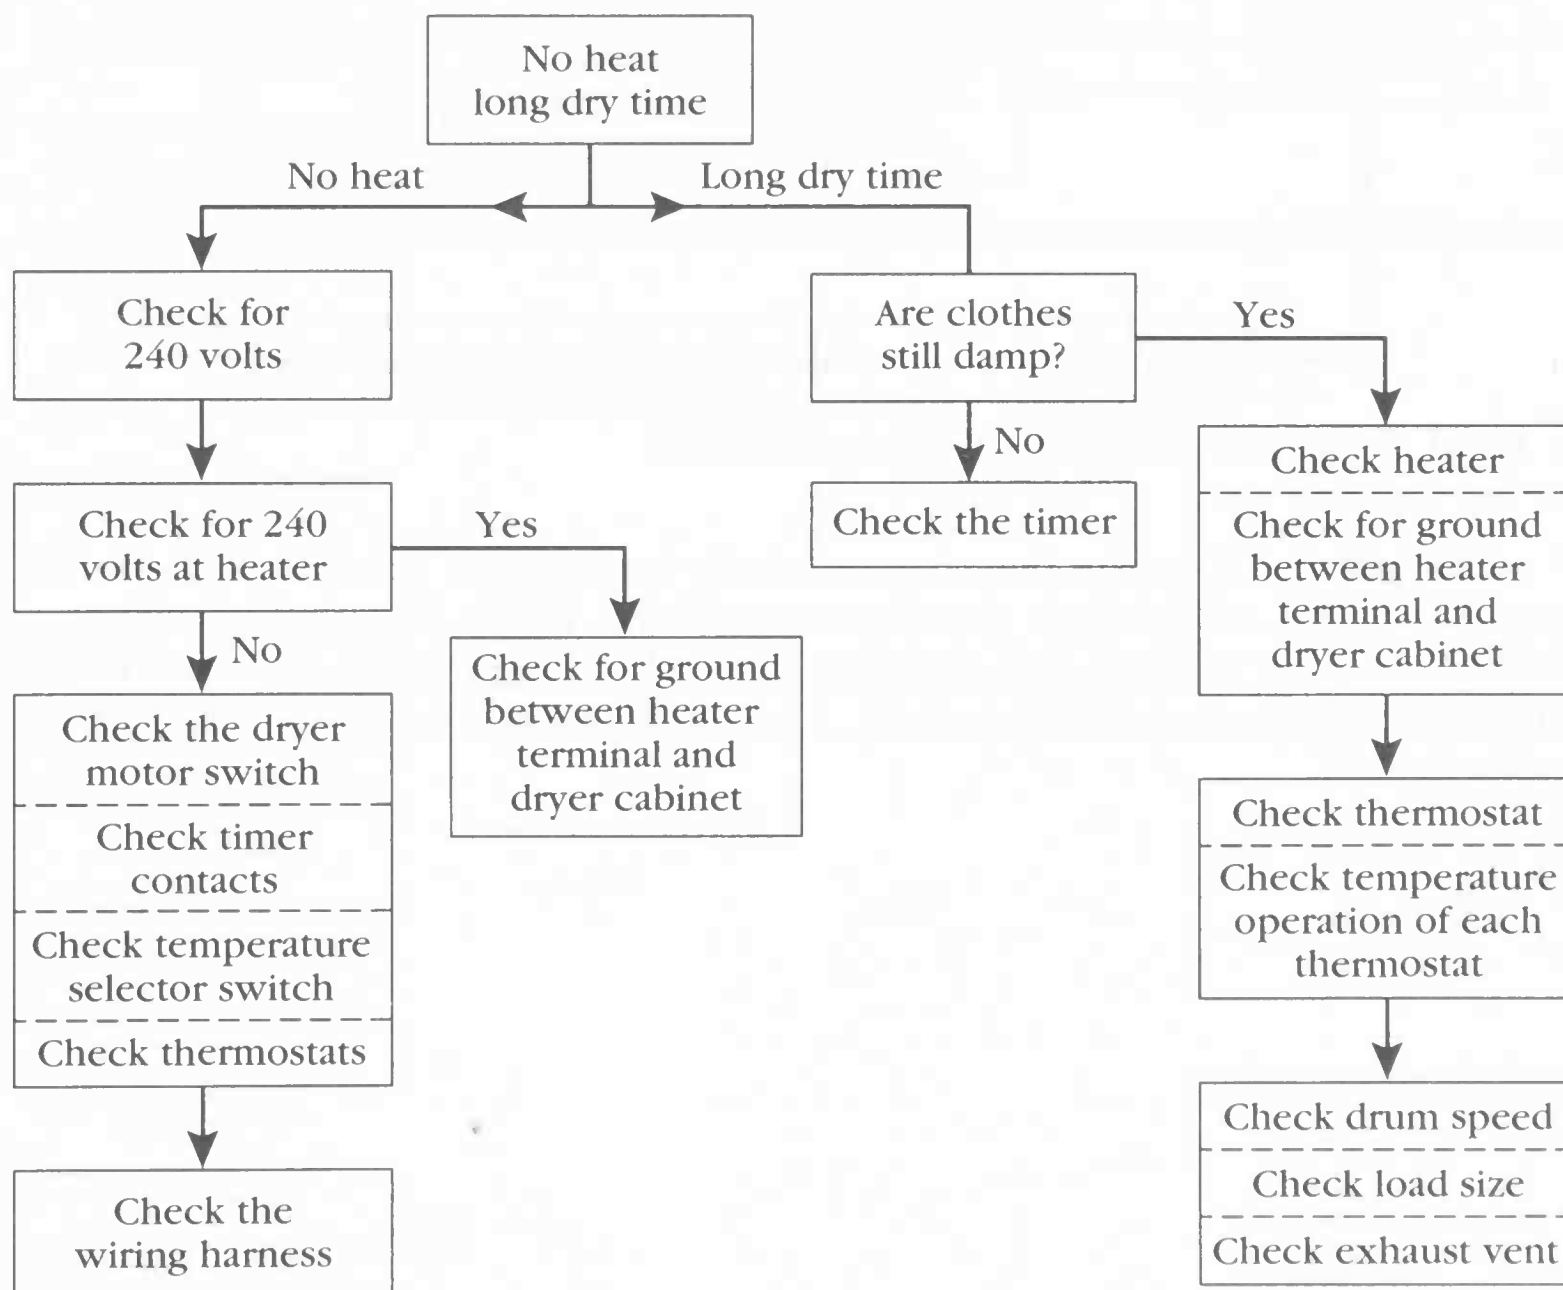 No heat
long dry time
No heat
Long dry time
Check for
240 volts
Are clothes
still damp?
Yes
No
Check heater
Check for ground
between heater
terminal and
dryer cabinet
Check for 240
volts at heater
Yes
Check the timer
No
Check for ground
between heater
terminal and
dryer cabinet
Check the dryer
motor switch
Check timer
contacts
Check temperature
selector switch
Check thermostats
Check thermostat
Check temperature
operation of each
thermostat
Check the
wiring harness
Check drum speed
Check load size
Check exhaust vent